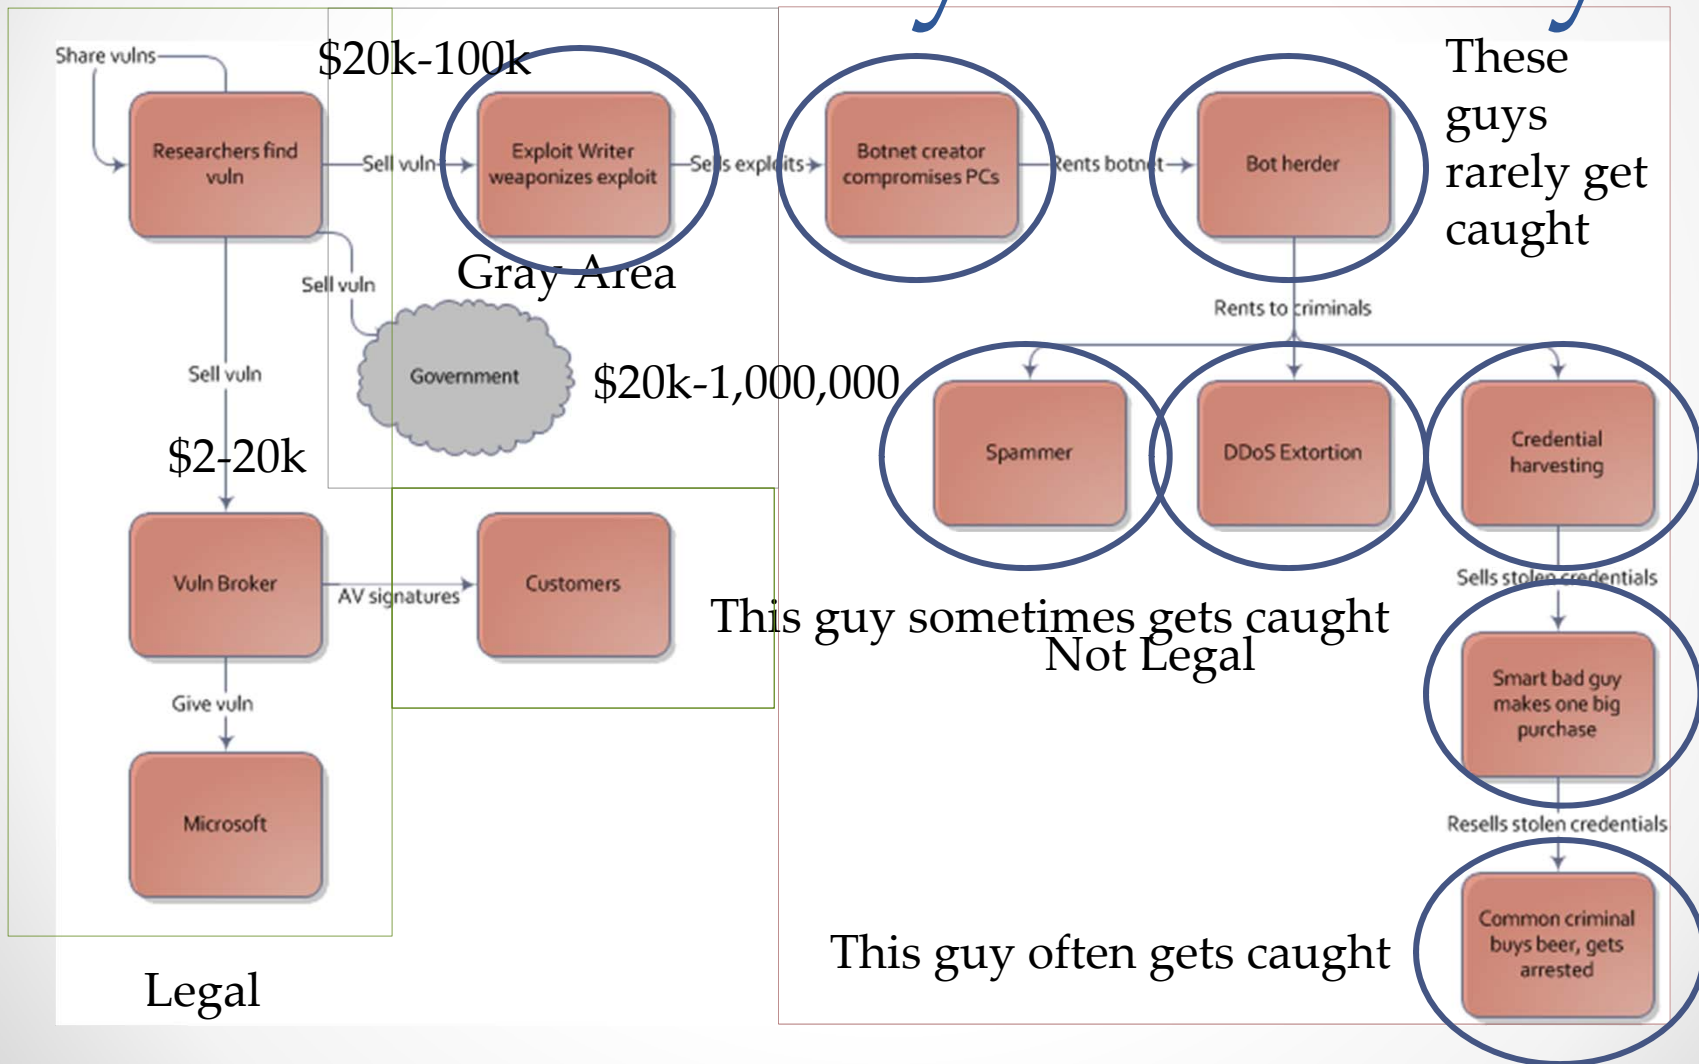 Share vulns
$20k-100k
These
guys
rarely get
caught
Researchers find
vuln
Sell vuln
Exploit Writer
weaponizes exploit
Sells exploits
Botnet creator
compromises PCs
Rents botnet
Bot herder
Gray Area
Sell vuln
Rents to criminals
Sell vuln
Government
$20k-1,000,000
$2-20k
Spammer
DDoS Extortion
Credential
harvesting
Vuln Broker
AV signatures
Customers
Sells stolen credentials
This guy sometimes gets caught
Not Legal
Give vuln
Smart bad guy
makes one big
purchase
Microsoft
Resells stolen credentials
Common criminal
buys beer, gets
arrested
This guy often gets caught
Legal